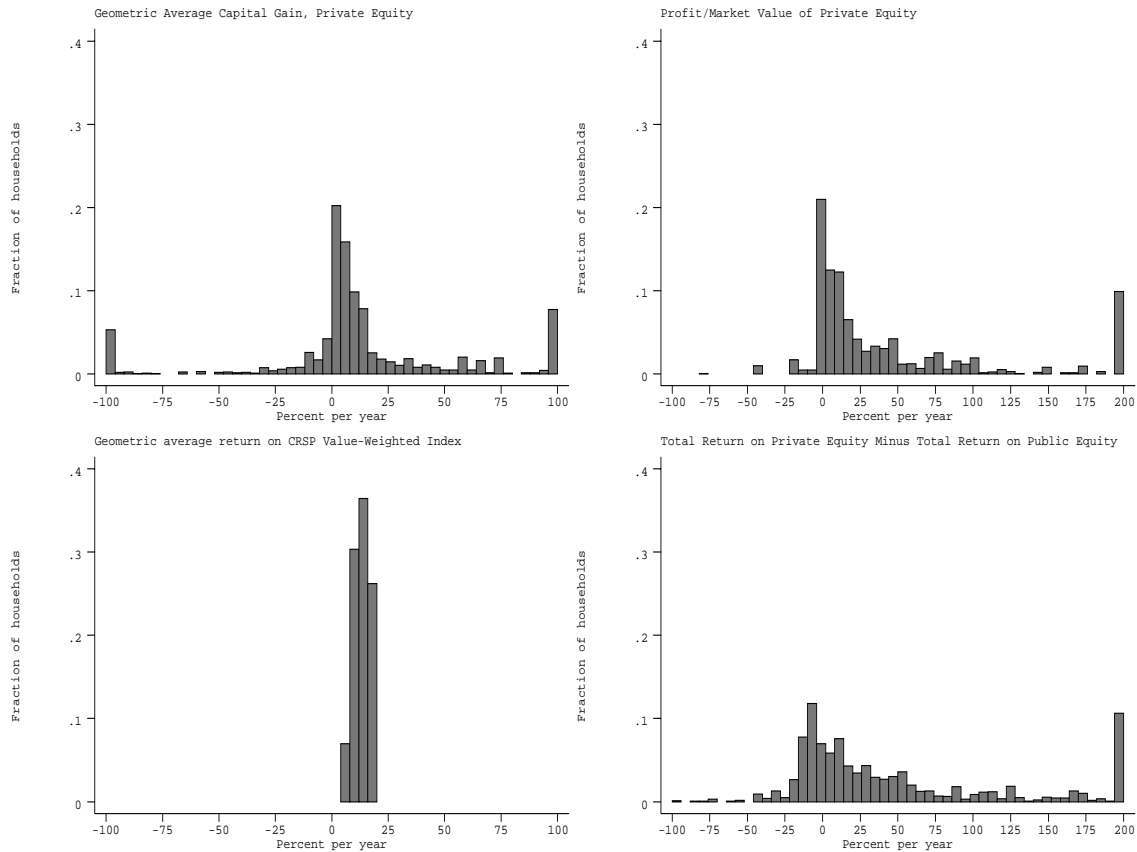 Geometric Average Capital Gain, Private Equity
Fraction of households
.4
.3
.2
.1
0
-100 -75 -50 -25 0 25 50 75 100
Percent per year
Profit/Market Value of Private Equity
Fraction of households
.4
.3
.2
.1
0
-100 -75 -50 -25 0 25 50 75 100 125 150 175 200
Percent per year
Geometric average return on CRSP Value-Weighted Index
Fraction of households
.4
.3
.2
.1
0
-100 -75 -50 -25 0 25 50 75 100
Percent per year
Total Return on Private Equity Minus Total Return on Public Equity
Fraction of households
.4
.3
.2
.1
0
-100 -75 -50 -25 0 25 50 75 100 125 150 175 200
Percent per year